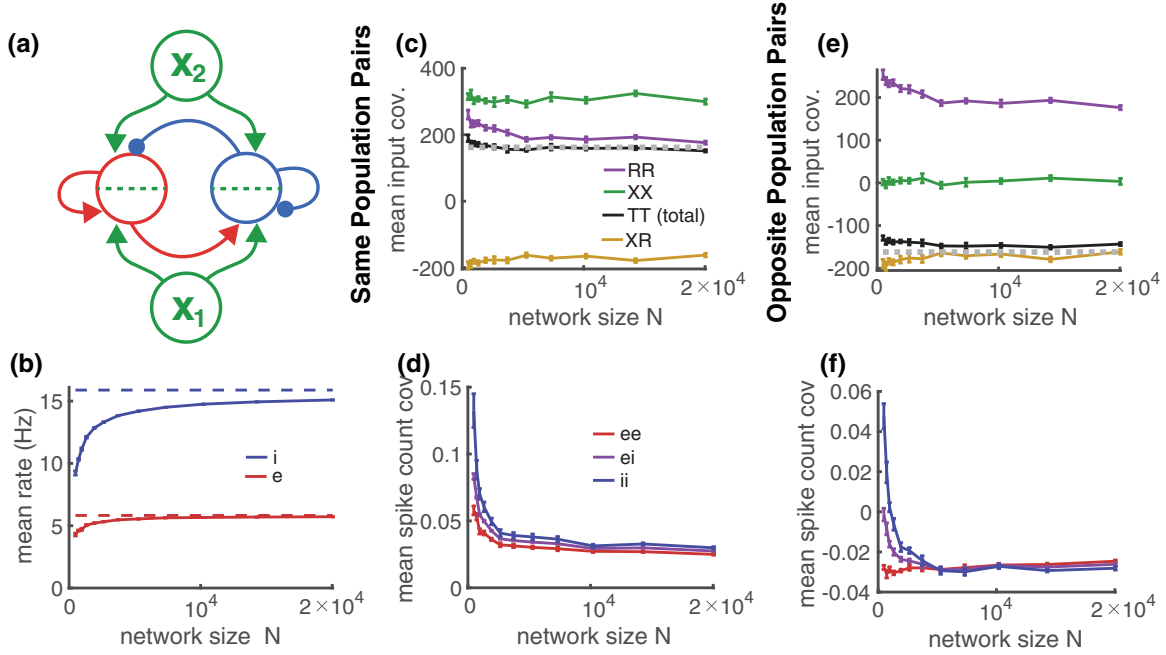 (a)
X2
X1
(b)
mean rate (Hz)
15
15
5
0
i
e
0
10^4
2×10^4
network size N
Same Population Pairs
(c)
mean input cov.
400
200
0
-200
RR
XX
TT (total)
XR
0
10^4
2×10^4
network size N
(d)
mean spike count cov
0.15
0.1
0.05
0
ee
ei
ii
0
10^4
2×10^4
network size N
Opposite Population Pairs
(e)
mean input cov.
200
100
0
-100
-200
0
10^4
2×10^4
network size N
(f)
mean spike count cov
0.06
0.04
0.02
0
-0.02
-0.04
0
10^4
2×10^4
network size N